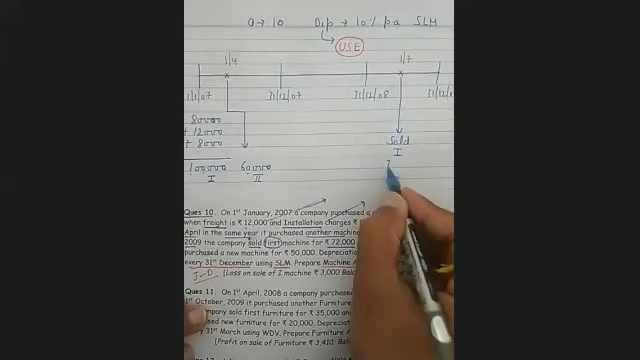 Q → 10 Dep → 10% pa SLM
USE
1/4 1/7
1/1/07 31/12/07 31/12/08 31/12/0
80000
+ 12000
+ 8000
100000 60000
I II
Sold
I
Ques 10. On 1st January, 2007 a company purchased a
when freight is ₹ 12,000 and Installation charges ₹
April in the same year it purchased another machine
2009 the company sold first machine for ₹ 72,000
purchased a new machine for ₹ 50,000. Depreciation
every 31st December using SLM. Prepare Machine A
J-D (Loss on sale of I machine ₹ 3,000 Bal
Ques 11. On 1st April, 2008 a company purchased
1st October, 2009 it purchased another Furniture
company sold first furniture for ₹ 35,000 and
hased new furniture for ₹ 20,000. Depreciat
y 31st March using WDV. Prepare Furniture A
[Profit on sale of Furniture ₹ 3,410; Bala